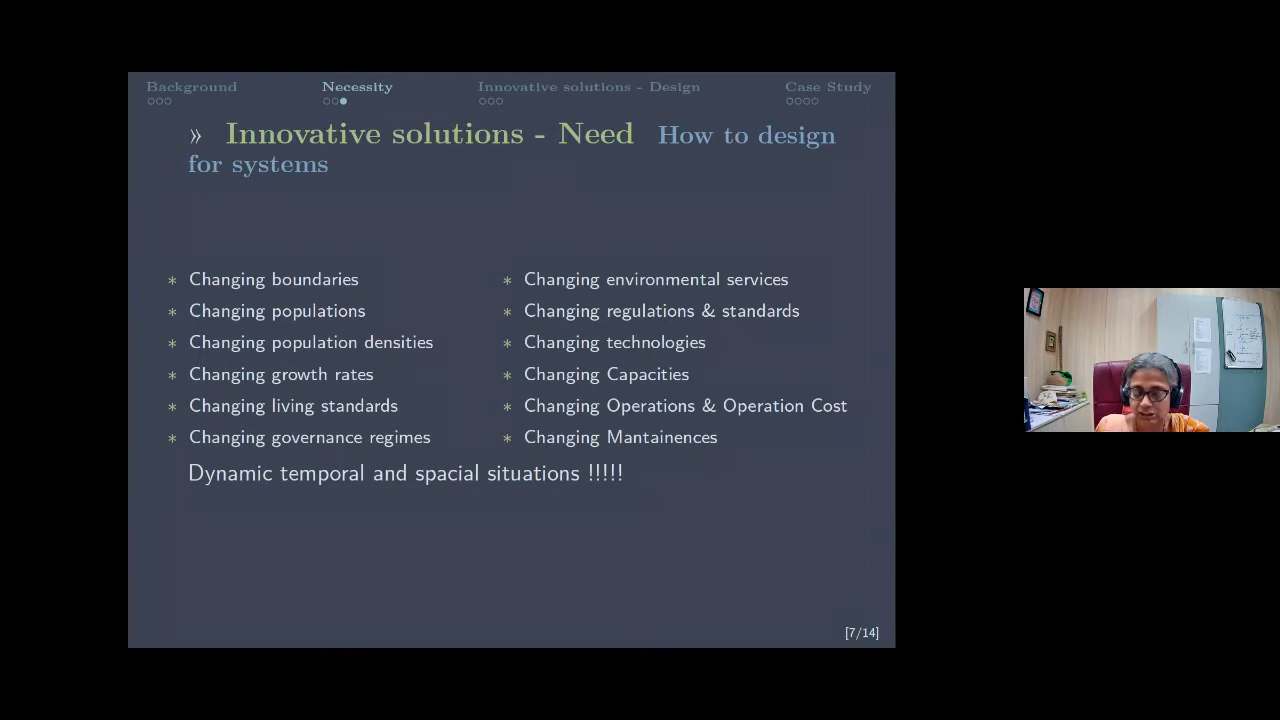 Background Necessity Innovative solutions - Design Case Study
» Innovative solutions - Need How to design
for systems
* Changing boundaries
* Changing populations
* Changing population densities
* Changing growth rates
* Changing living standards
* Changing governance regimes
* Changing environmental services
* Changing regulations & standards
* Changing technologies
* Changing Capacities
* Changing Operations & Operation Cost
* Changing Mantainences
Dynamic temporal and spacial situations !!!!!
[7/14]